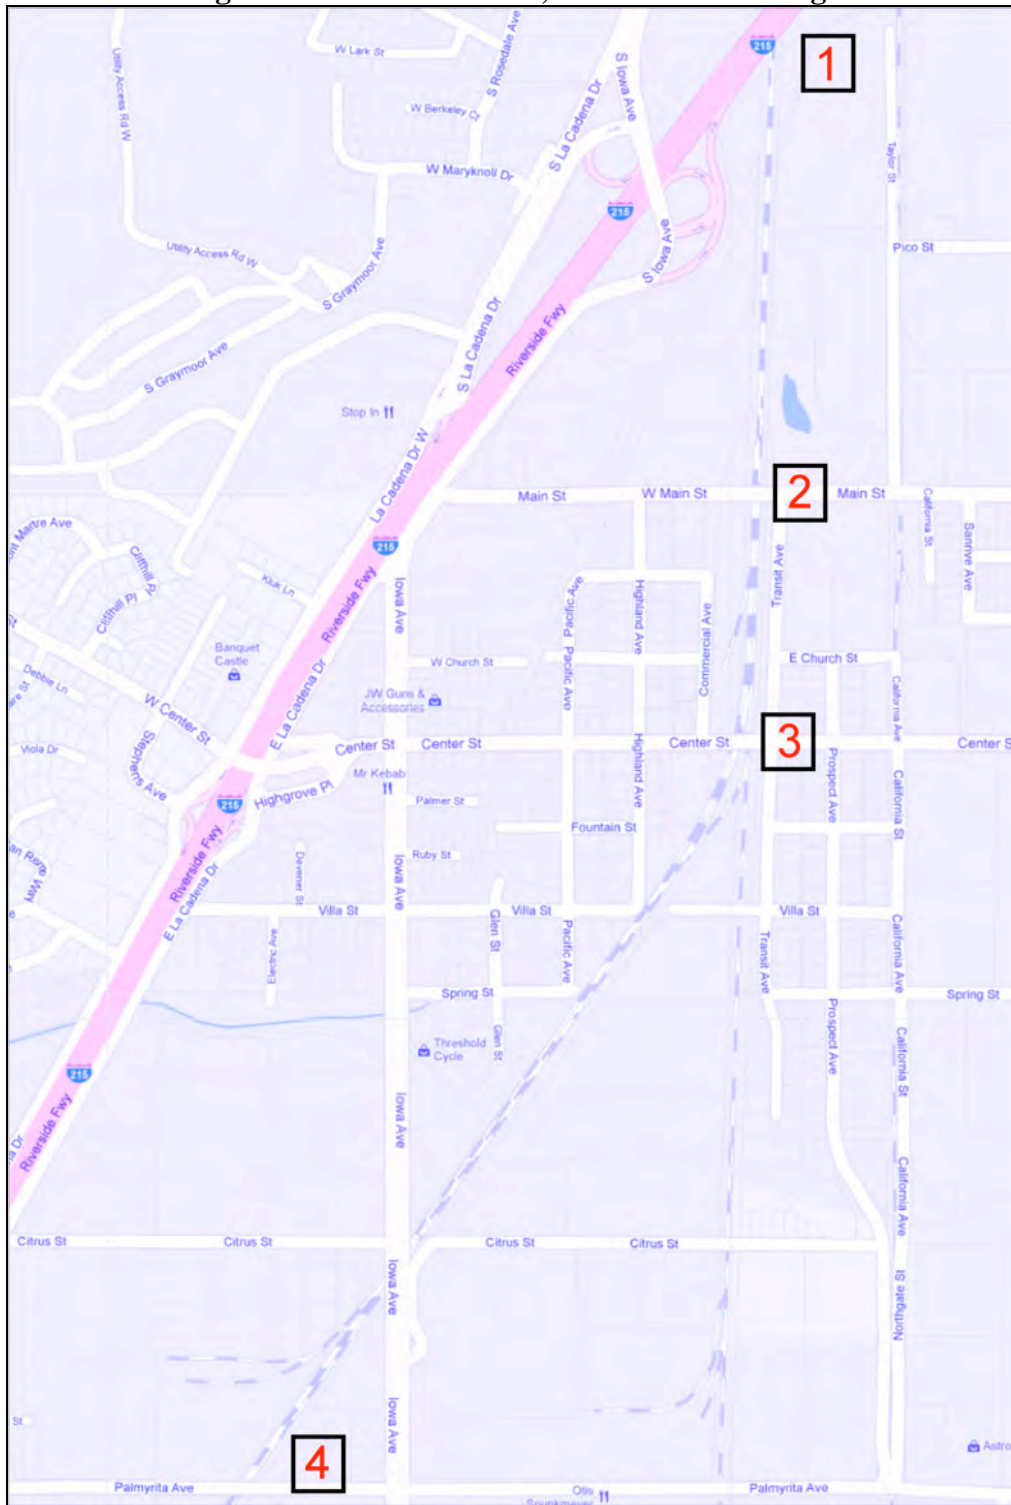 W Lark St
S Rosedale Ave
Utility Access Rd W
W Berkeley Ct
S La Cadena Dr
S Iowa Ave
215
1
W Maryknoll Dr
Taylor St
215
Pico St
Utility Access Rd W
S Graymoor Ave
S Iowa Ave
S La Cadena Dr
Riverside Fwy
S Graymoor Ave
Stop In
La Cadena Dr W
Main St
W Main St
2
Main St
California St
Sanrive Ave
Martre Ave
Cliffhill Pl
Cliffhill Pl
Kluk Ln
215
Riverside Fwy
Iowa Ave
Pacific Ave
Highland Ave
Commercial Ave
Transit Ave
Banquet
Castle
W Church St
Pacific Ave
E Church St
Debbie Ln
W Center St
E La Cadena Dr
JW Guns &
Accessories
California Ave
Viola Dr
Stephens Ave
Center St
Center St
Highland Ave
Center St
3
Prospect Ave
Center S
Mr Kebab
Highgrove Pl
Palmer St
215
California St
Fountain St
Riverside Fwy
Devener St
Iowa Ave
Ruby St
E La Cadena Dr
Villa St
Villa St
Villa St
Electric Ave
Glen St
Pacific Ave
Transit Ave
California Ave
Spring St
Spring St
Threshold
Cycle
Glen St
Prospect Ave
California St
215
Riverside Fwy
Iowa Ave
California Ave
Citrus St
Citrus St
Citrus St
Citrus St
Iowa Ave
Northgate St
Iowa Ave
St
4
Astro
Palmyrita Ave
Otis
Spunkmeyer
Palmyrita Ave